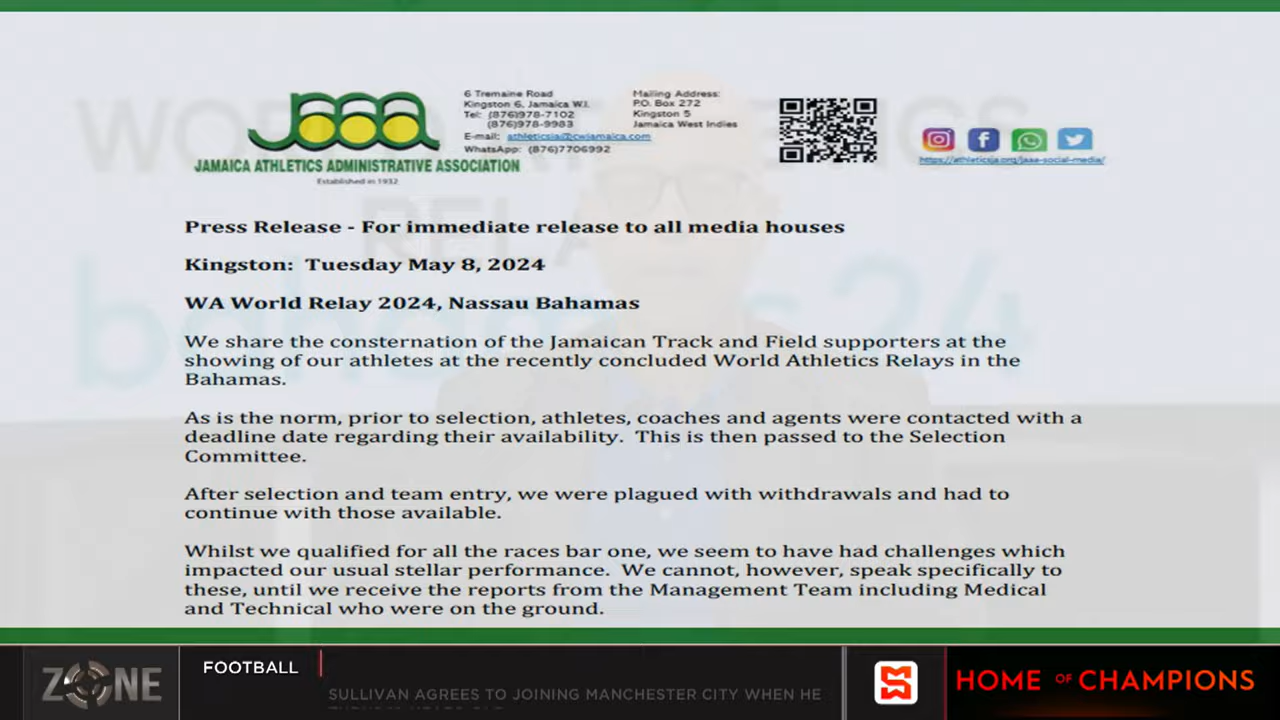 jaaa
JAMAICA ATHLETICS ADMINISTRATIVE ASSOCIATION
Established in 1932
6 Tremaine Road
Kingston 6, Jamaica W.I.
Tel: (876)978-7102
(876)978-9983
E-mail: athleticsja@cwjamaica.com
WhatsApp: (876)7706992
Mailing Address:
P.O. Box 272
Kingston 5
Jamaica West Indies
https://athleticsja.org/jaaa-social-media/
Press Release - For immediate release to all media houses
Kingston: Tuesday May 8, 2024
WA World Relay 2024, Nassau Bahamas
We share the consternation of the Jamaican Track and Field supporters at the
showing of our athletes at the recently concluded World Athletics Relays in the
Bahamas.
As is the norm, prior to selection, athletes, coaches and agents were contacted with a
deadline date regarding their availability. This is then passed to the Selection
Committee.
After selection and team entry, we were plagued with withdrawals and had to
continue with those available.
Whilst we qualified for all the races bar one, we seem to have had challenges which
impacted our usual stellar performance. We cannot, however, speak specifically to
these, until we receive the reports from the Management Team including Medical
and Technical who were on the ground.
ZONE
FOOTBALL
SULLIVAN AGREES TO JOINING MANCHESTER CITY WHEN HE
HOME OF CHAMPIONS